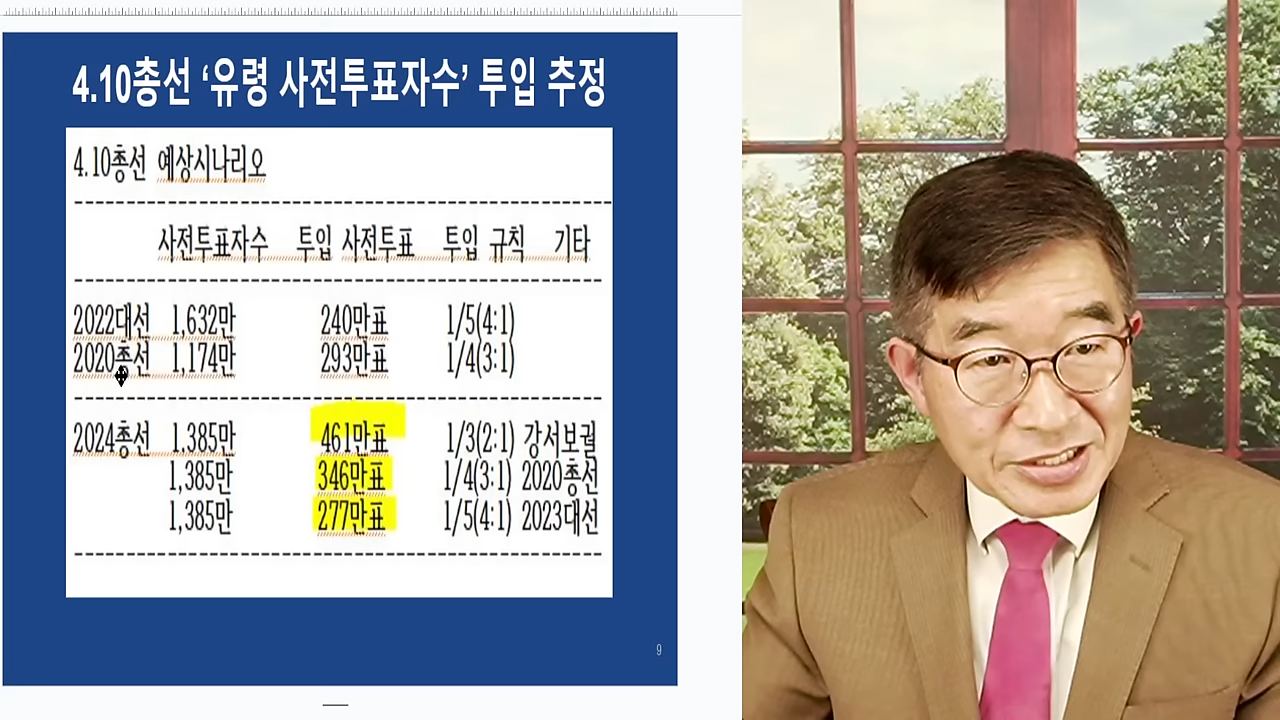 4.10총선 ‘유령 사전투표자수’ 투입 추정
4.10총선 예상시나리오
사전투표자수 투입 사전투표 투입 규칙 기타
2022대선 1,632만 240만표 1/5(4:1)
2020총선 1,174만 293만표 1/4(3:1)
2024총선 1,385만 461만표 1/3(2:1) 강서보궐
1,385만 346만표 1/4(3:1) 2020총선
1,385만 277만표 1/5(4:1) 2023대선
9